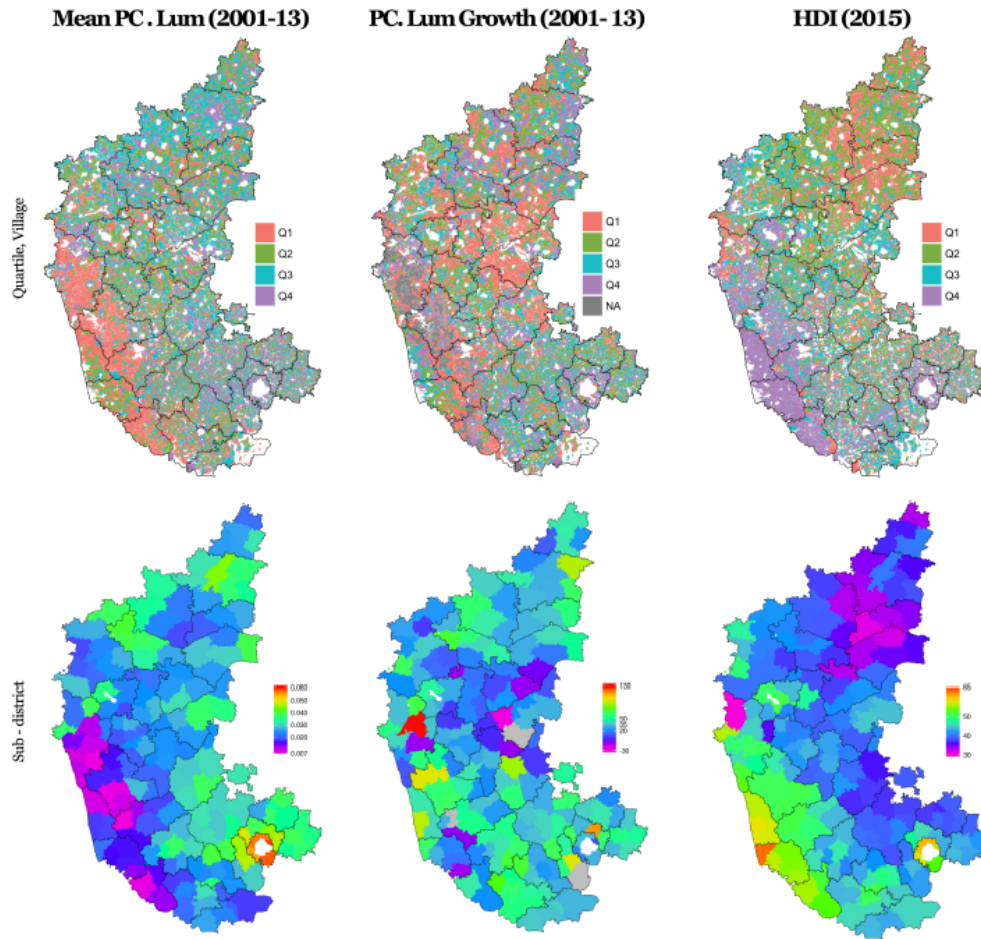 Mean PC . Lum (2001-13)
PC. Lum Growth (2001- 13)
HDI (2015)
Quartile, Village
Q1
Q2
Q3
Q4
Q1
Q2
Q3
Q4
NA
Q1
Q2
Q3
Q4
Sub - district
0.060
0.050
0.040
0.030
0.020
0.007
150
-30
65
60
50
40
30